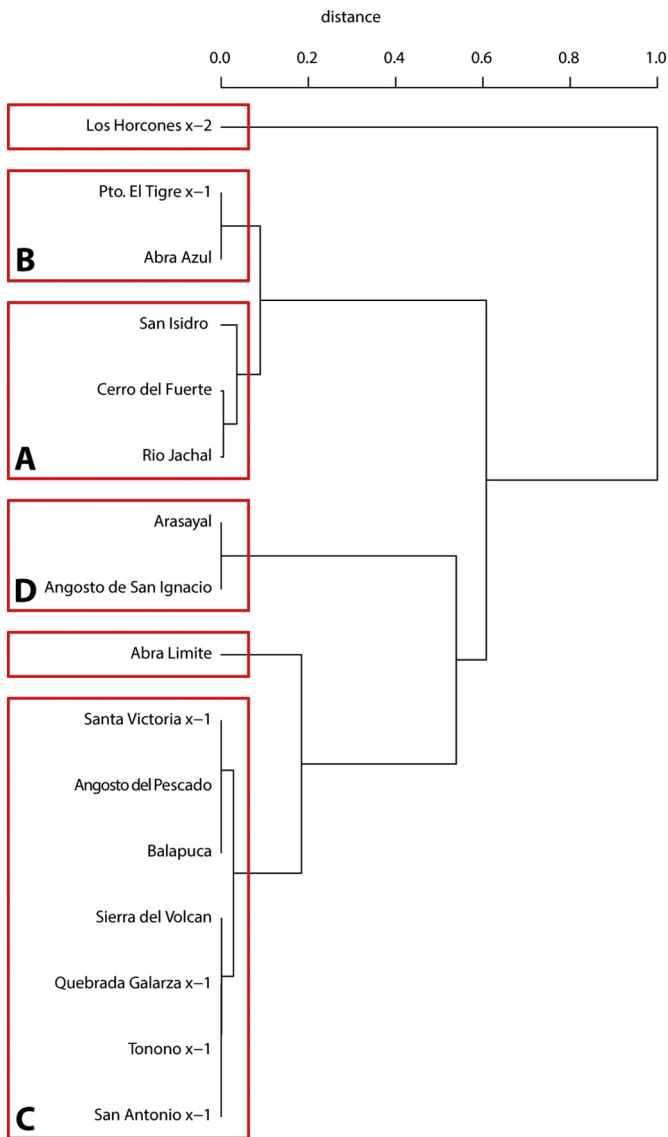 distance
0.0 0.2 0.4 0.6 0.8 1.0
Los Horcones x−2
Pto. El Tigre x−1
Abra Azul
B
San Isidro
Cerro del Fuerte
Rio Jachal
A
Arasayal
Angosto de San Ignacio
D
Abra Limite
Santa Victoria x−1
Angosto del Pescado
Balapuca
Sierra del Volcan
Quebrada Galarza x−1
Tonono x−1
San Antonio x−1
C